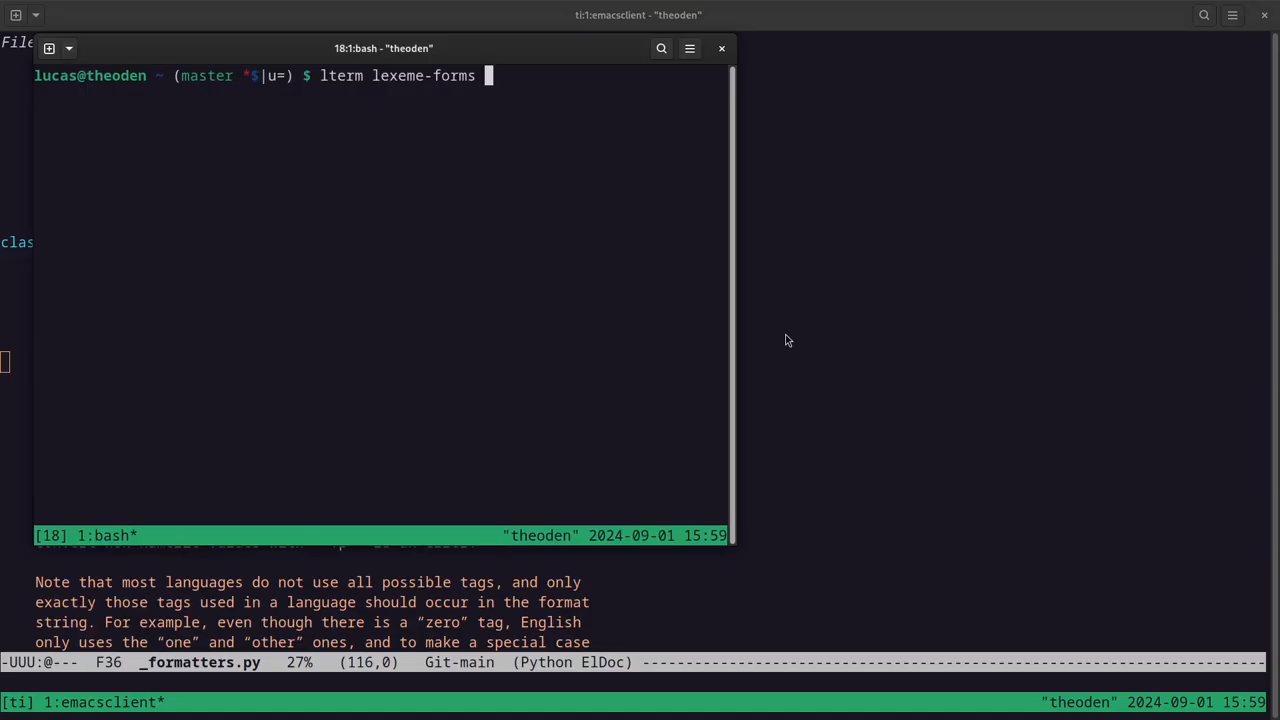 ti:1:emacsclient - "theoden"
File
18:1:bash - "theoden"
lucas@theoden ~ (master *$|u=) $ lterm lexeme-forms
clas
[18] 1:bash* "theoden" 2024-09-01 15:59
Note that most languages do not use all possible tags, and only
exactly those tags used in a language should occur in the format
string. For example, even though there is a “zero” tag, English
only uses the “one” and “other” ones, and to make a special case
-UUU:@--- F36 _formatters.py 27% (116,0) Git-main (Python ElDoc) ----------------------------------------------------------------------
[ti] 1:emacsclient* "theoden" 2024-09-01 15:59